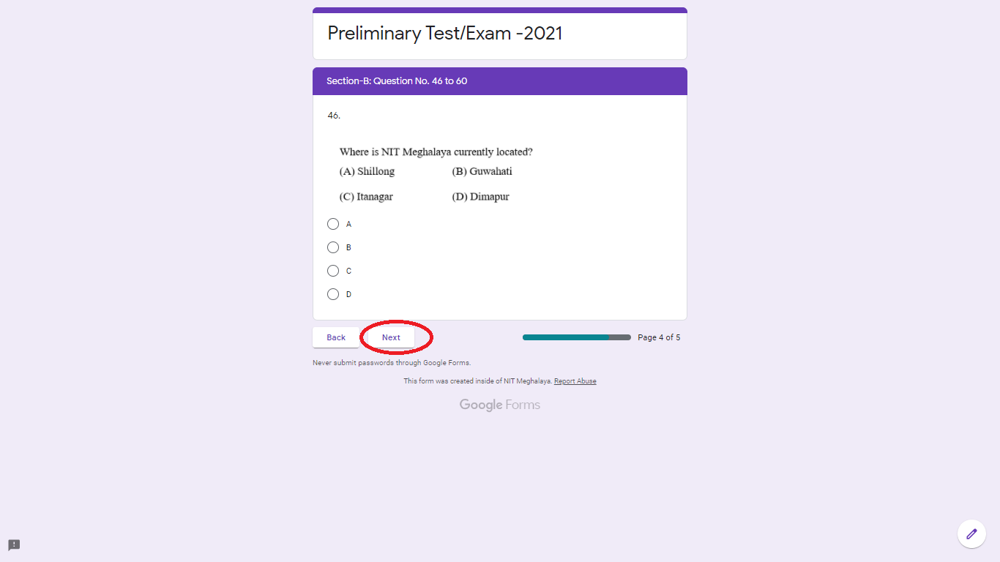 Preliminary Test/Exam -2021
Section-B: Question No. 46 to 60
46.
Where is NIT Meghalaya currently located?
(A) Shillong (B) Guwahati
(C) Itanagar (D) Dimapur
A
B
C
D
Back Next Page 4 of 5
Never submit passwords through Google Forms.
This form was created inside of NIT Meghalaya. Report Abuse
Google Forms